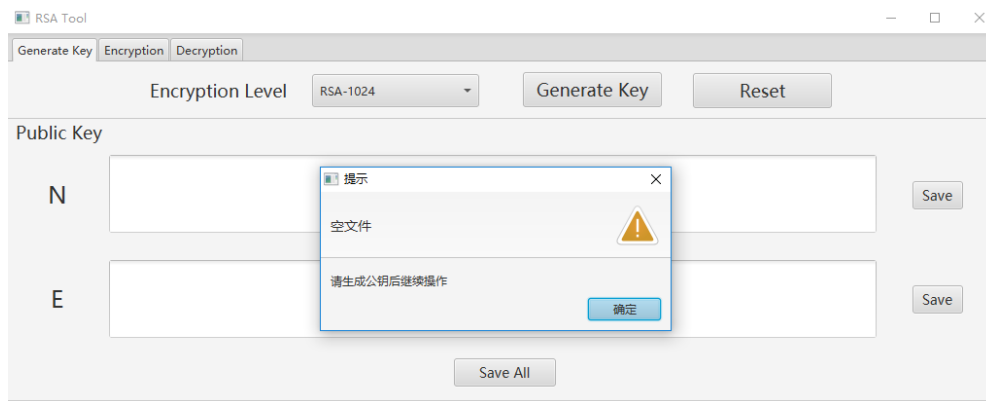 RSA Tool
Generate Key Encryption Decryption
Encryption Level RSA-1024 Generate Key Reset
Public Key
提示
N Save
空文件
请生成公钥后继续操作
E Save
确定
Save All